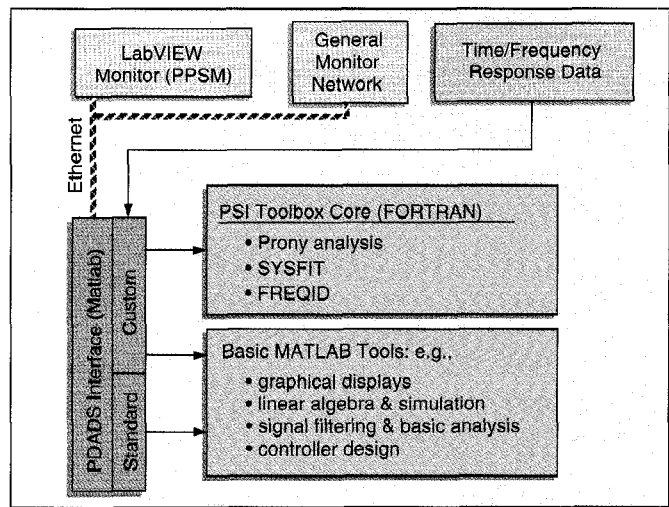 LabVIEW
Monitor (PPSM)
General
Monitor
Network
Time/Frequency
Response Data
Ethernet
PDADS Interface (Matlab)
Custom
Standard
PSI Toolbox Core (FORTRAN)
• Prony analysis
• SYSFIT
• FREQID
Basic MATLAB Tools: e.g.,
• graphical displays
• linear algebra & simulation
• signal filtering & basic analysis
• controller design